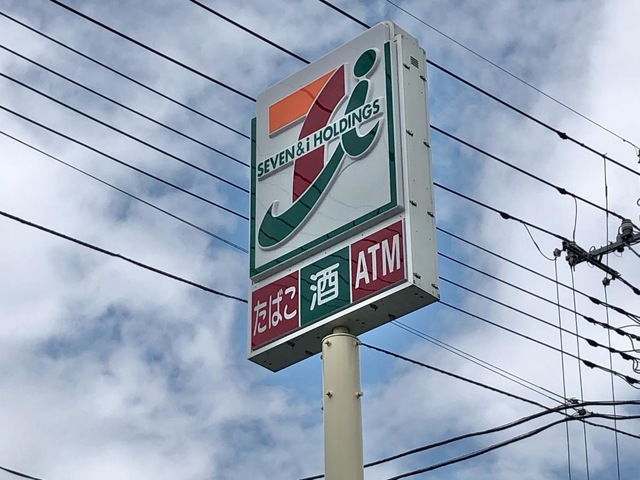 SEVEN&i HOLDINGS
たばこ 酒 ATM